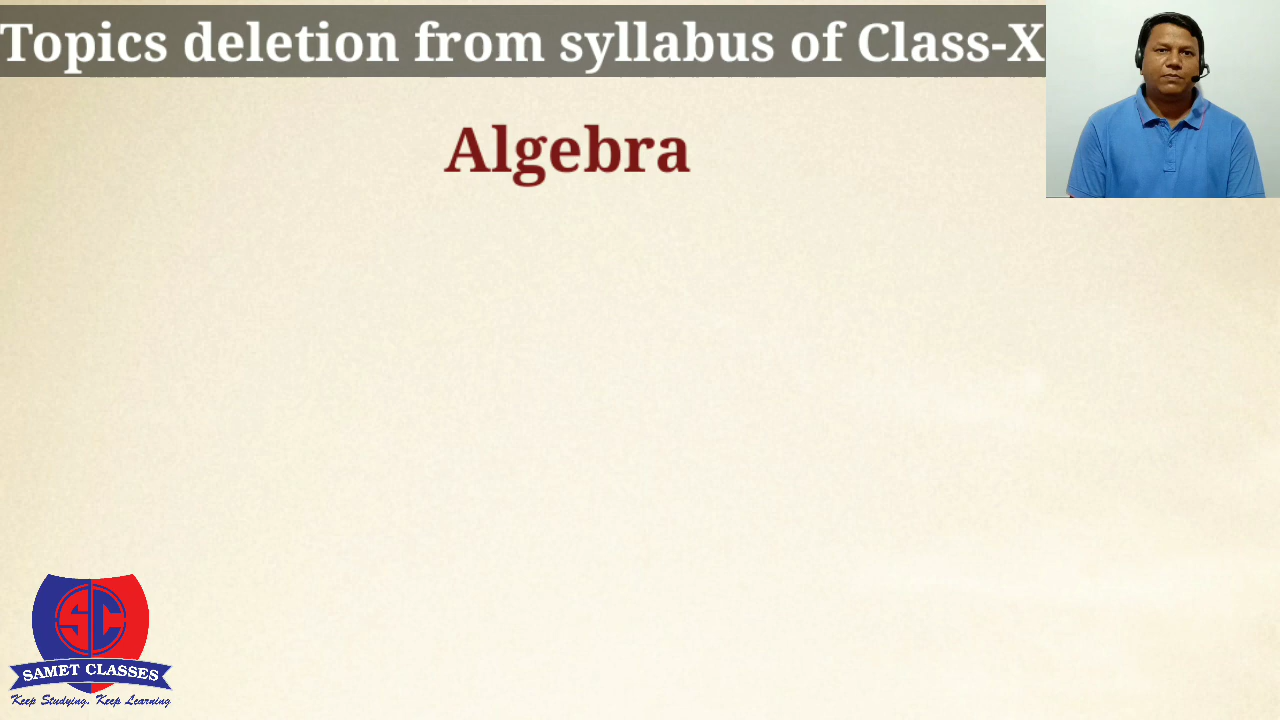 Topics deletion from syllabus of Class-X
Algebra
SC
SAMET CLASSES
Keep Studying. Keep Learning